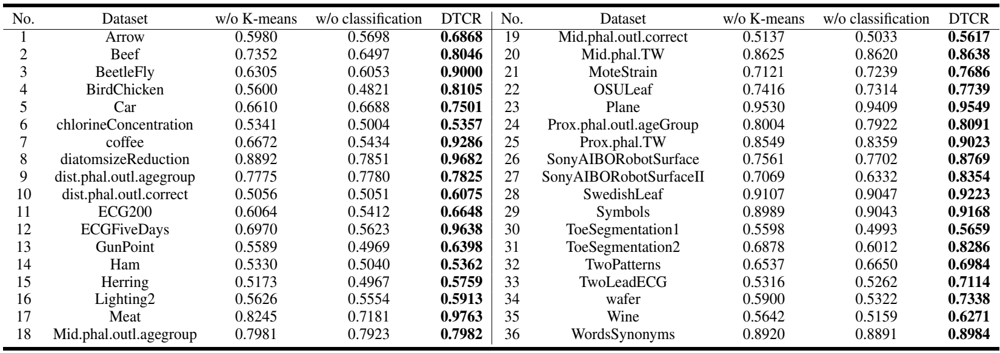 No. Dataset w/o K-means w/o classification DTCR No. Dataset w/o K-means w/o classification DTCR
1 Arrow 0.5980 0.5698 0.6868 19 Mid.phal.outl.correct 0.5137 0.5033 0.5617
2 Beef 0.7352 0.6497 0.8046 20 Mid.phal.TW 0.8625 0.8620 0.8638
3 BeetleFly 0.6305 0.6053 0.9000 21 MoteStrain 0.7121 0.7239 0.7686
4 BirdChicken 0.5600 0.4821 0.8105 22 OSULeaf 0.7416 0.7314 0.7739
5 Car 0.6610 0.6688 0.7501 23 Plane 0.9530 0.9409 0.9549
6 chlorineConcentration 0.5341 0.5004 0.5357 24 Prox.phal.outl.ageGroup 0.8004 0.7922 0.8091
7 coffee 0.6672 0.5434 0.9286 25 Prox.phal.TW 0.8549 0.8359 0.9023
8 diatomsizeReduction 0.8892 0.7851 0.9682 26 SonyAIBORobotSurface 0.7561 0.7702 0.8769
9 dist.phal.outl.agegroup 0.7775 0.7780 0.7825 27 SonyAIBORobotSurfaceII 0.7069 0.6332 0.8354
10 dist.phal.outl.correct 0.5056 0.5051 0.6075 28 SwedishLeaf 0.9107 0.9047 0.9223
11 ECG200 0.6064 0.5412 0.6648 29 Symbols 0.8989 0.9043 0.9168
12 ECGFiveDays 0.6970 0.5623 0.9638 30 ToeSegmentation1 0.5598 0.4993 0.5659
13 GunPoint 0.5589 0.4969 0.6398 31 ToeSegmentation2 0.6878 0.6012 0.8286
14 Ham 0.5330 0.5040 0.5362 32 TwoPatterns 0.6537 0.6650 0.6984
15 Herring 0.5173 0.4967 0.5759 33 TwoLeadECG 0.5316 0.5262 0.7114
16 Lighting2 0.5626 0.5554 0.5913 34 wafer 0.5900 0.5322 0.7338
17 Meat 0.8245 0.7181 0.9763 35 Wine 0.5642 0.5159 0.6271
18 Mid.phal.outl.agegroup 0.7981 0.7923 0.7982 36 WordsSynonyms 0.8920 0.8891 0.8984